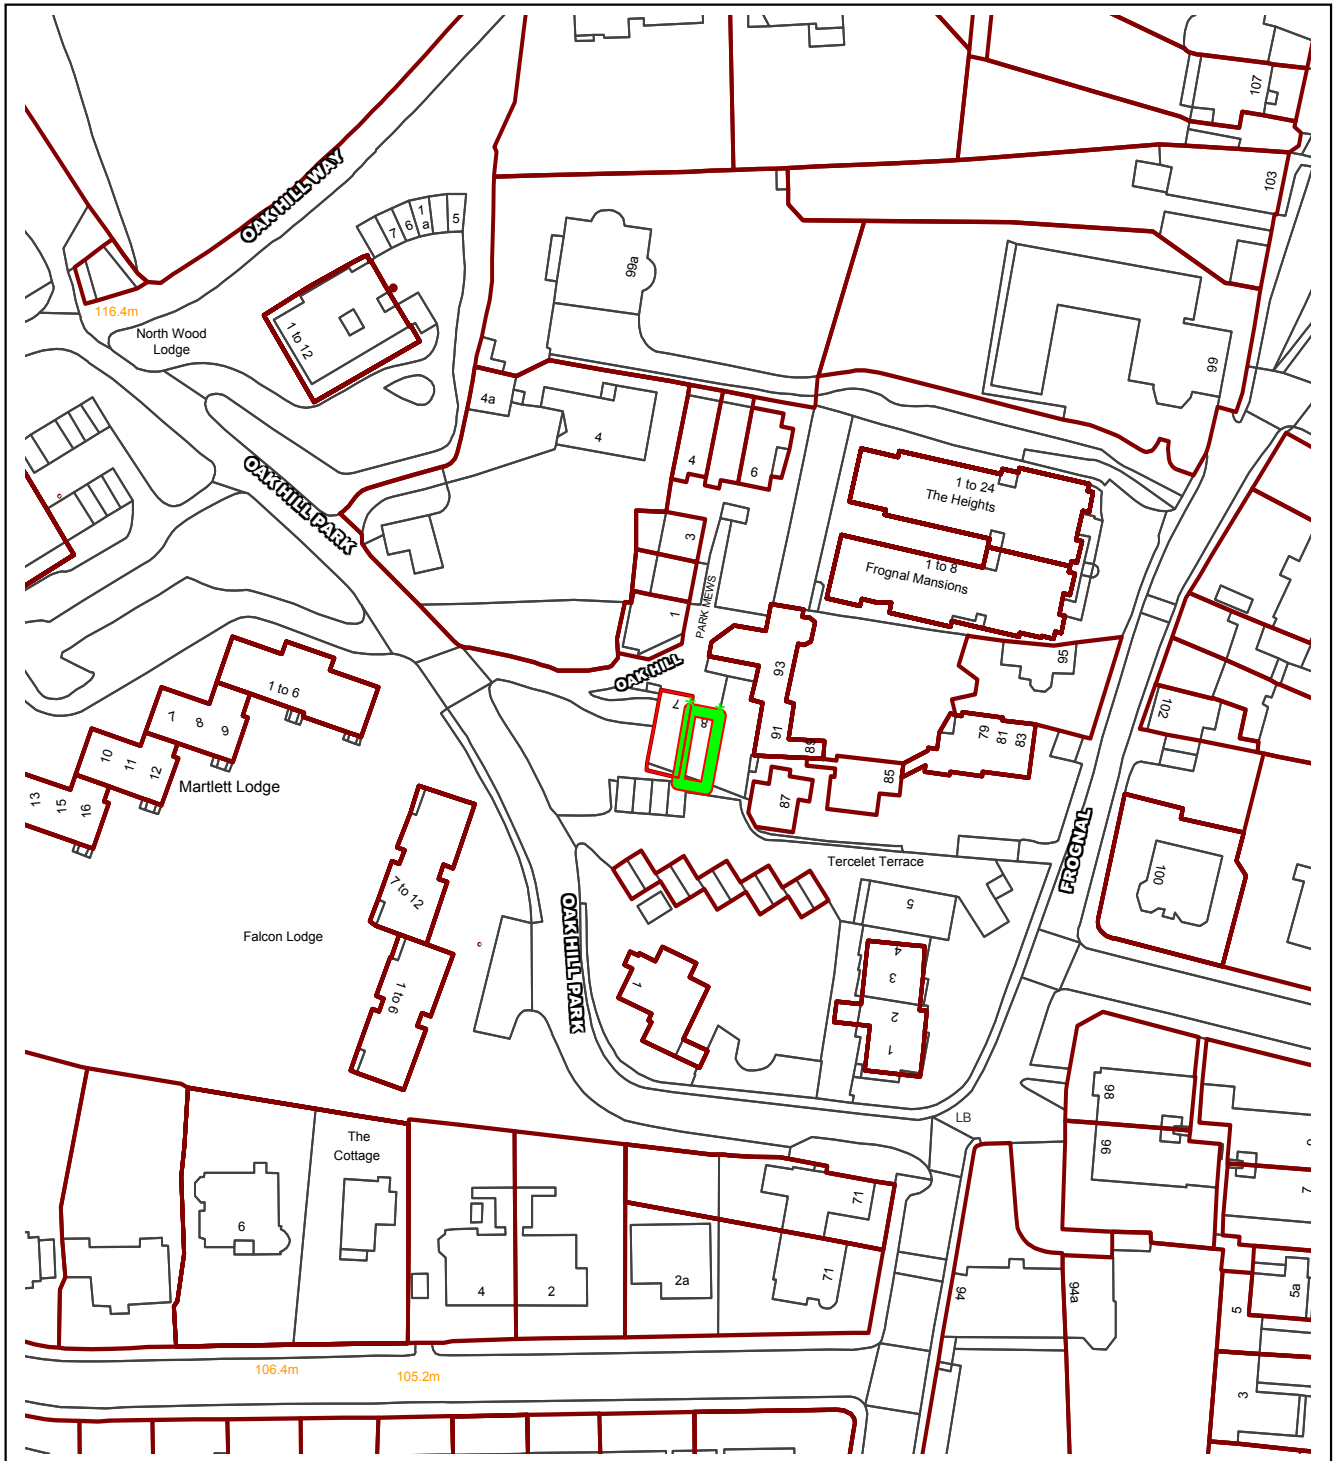 107
OAK HILL WAY
103
7
6
1
a
5
99a
116.4m
North Wood
Lodge
1 to 12
99
4a
4
4
6
OAK HILL PARK
1 to 24
The Heights
3
1 to 8
Frognal Mansions
PARK MEWS
1
95
OAK HILL
93
1 to 6
7
8
9
7
8
102
91
89
79
81
83
10
11
12
Martlett Lodge
85
13
15
16
87
FROGNAL
Tercelet Terrace
100
7 to 12
5
OAK HILL PARK
Falcon Lodge
4
3
1
1 to 6
2
1
98
LB
The
Cottage
96
7
6
71
4
2
2a
71
94
94a
5
5a
106.4m
105.2m
3